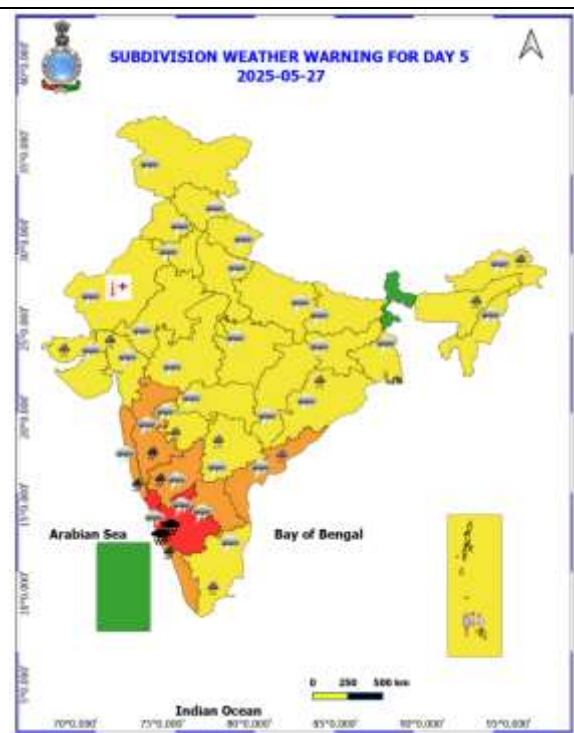 SUBDIVISION WEATHER WARNING FOR DAY 5
2025-05-27
Arabian Sea
Bay of Bengal
0 250 500 km
Indian Ocean
70°0.000' 75°0.000' 80°0.000' 85°0.000' 90°0.000' 95°0.000'